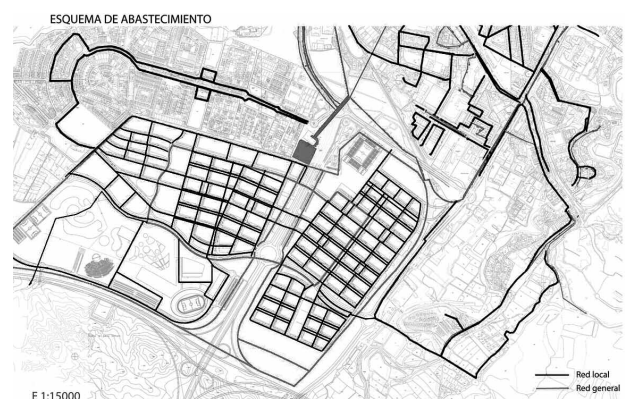 ESQUEMA DE ABASTECIMIENTO
Red local
Red general
E 1:15000